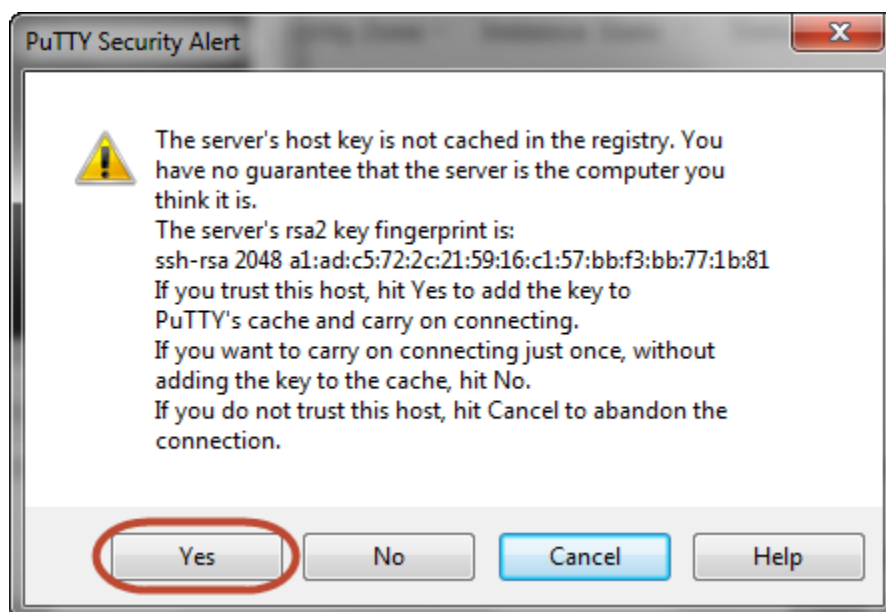 PuTTY Security Alert
The server's host key is not cached in the registry. You
have no guarantee that the server is the computer you
think it is.
The server's rsa2 key fingerprint is:
ssh-rsa 2048 a1:ad:c5:72:2c:21:59:16:c1:57:bb:f3:bb:77:1b:81
If you trust this host, hit Yes to add the key to
PuTTY's cache and carry on connecting.
If you want to carry on connecting just once, without
adding the key to the cache, hit No.
If you do not trust this host, hit Cancel to abandon the
connection.
Yes No Cancel Help